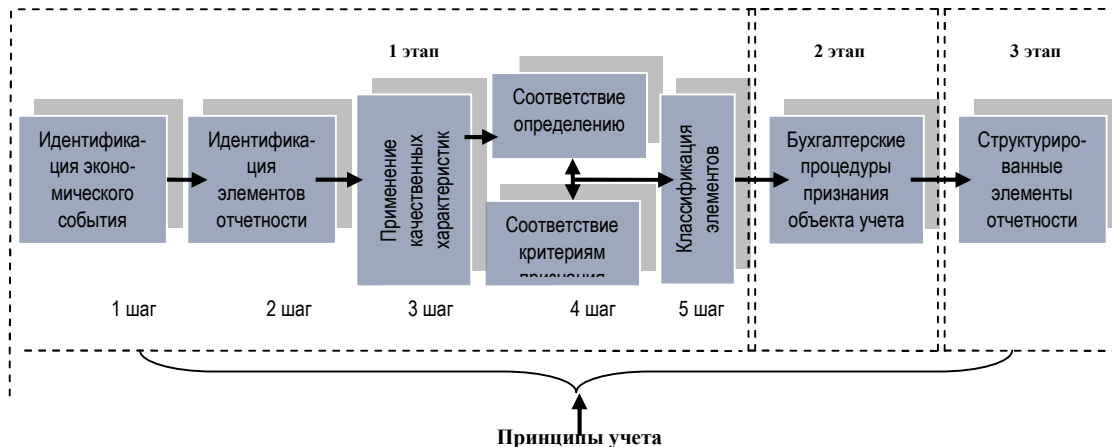 1 этап
2 этап
3 этап
Идентифика-
ция эконо-
мического
события
Идентифика-
ция
элементов
отчетности
Применение
качественных
характеристик
Соответствие
определению
Соответствие
критериям
признания
Классификация
элементов
Бухгалтерские
процедуры
признания
объекта учета
Структуриро-
ванные
элементы
отчетности
1 шаг
2 шаг
3 шаг
4 шаг
5 шаг
Принципы учета